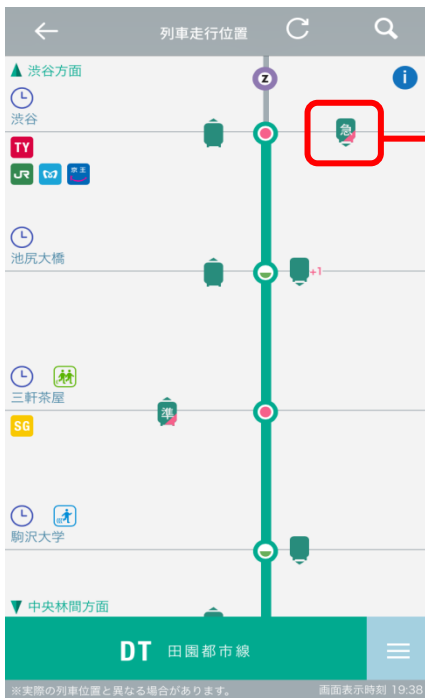 列車走行位置
渋谷方面
Z
i
渋谷
急
TY
JR 京王
池尻大橋
+1
三軒茶屋
準
SG
駒沢大学
中央林間方面
DT 田園都市線
※実際の列車位置と異なる場合があります。 画面表示時刻 19:38